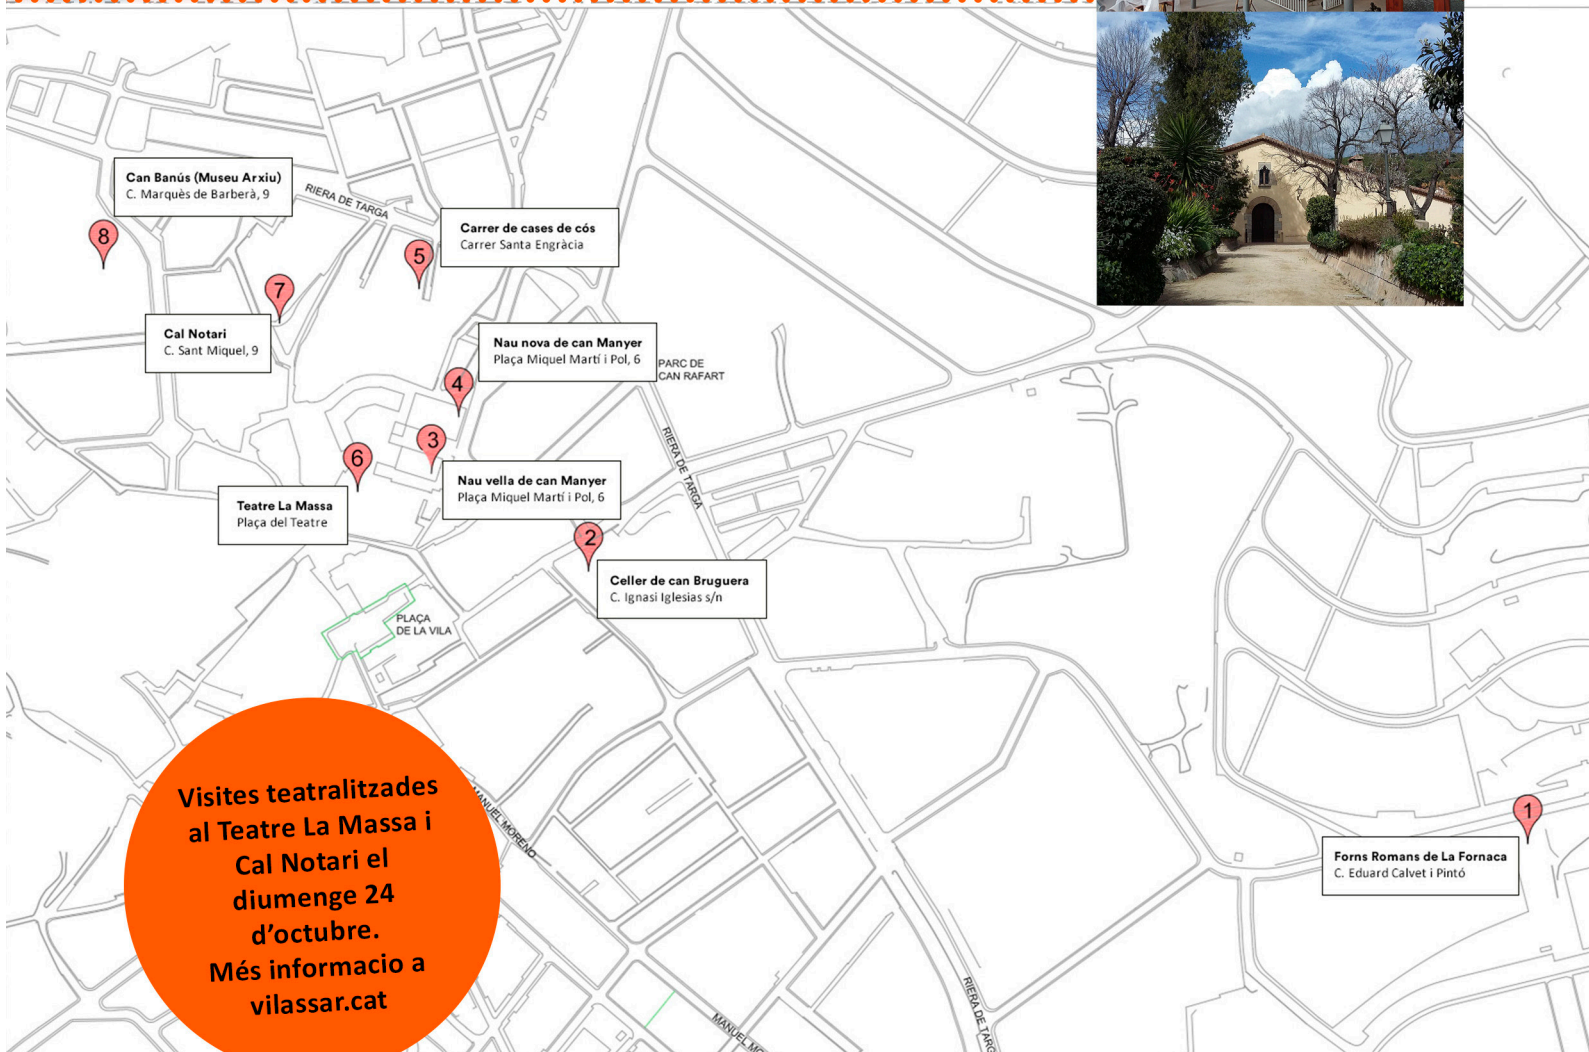 Can Banús (Museu Arxiu)
C. Marquès de Barberà, 9
RIERA DE TARGA
8
5
Carrer de cases de cós
Carrer Santa Engràcia
7
Cal Notari
C. Sant Miquel, 9
Nau nova de can Manyer
Plaça Miquel Martí i Pol, 6
PARC DE
CAN RAFART
4
3
6
RIERA DE TARGA
Nau vella de can Manyer
Plaça Miquel Martí i Pol, 6
Teatre La Massa
Plaça del Teatre
2
Celler de can Bruguera
C. Ignasi Iglesias s/n
PLAÇA
DE LA VILA
Visites teatralitzades
al Teatre La Massa i
Cal Notari el
diumenge 24
d'octubre.
Més informacio a
vilassar.cat
MANUEL MORENO
1
Forns Romans de La Fornaca
C. Eduard Calvet i Pintó
MANUEL MO
RIERA DE TARG